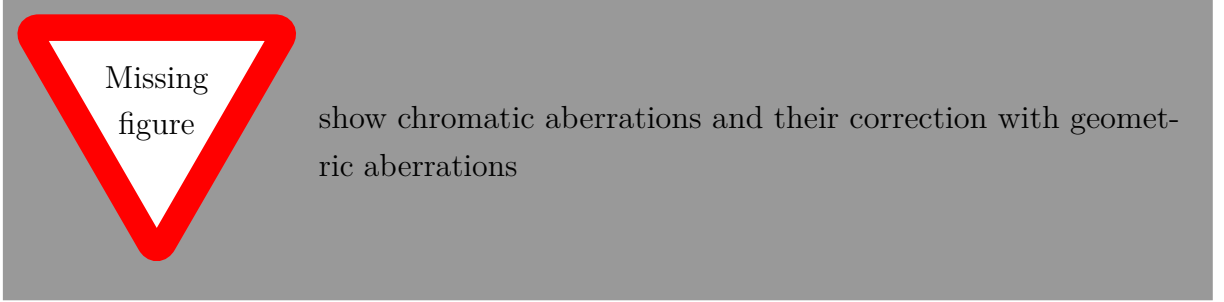 Missing
figure
show chromatic aberrations and their correction with geomet-
ric aberrations